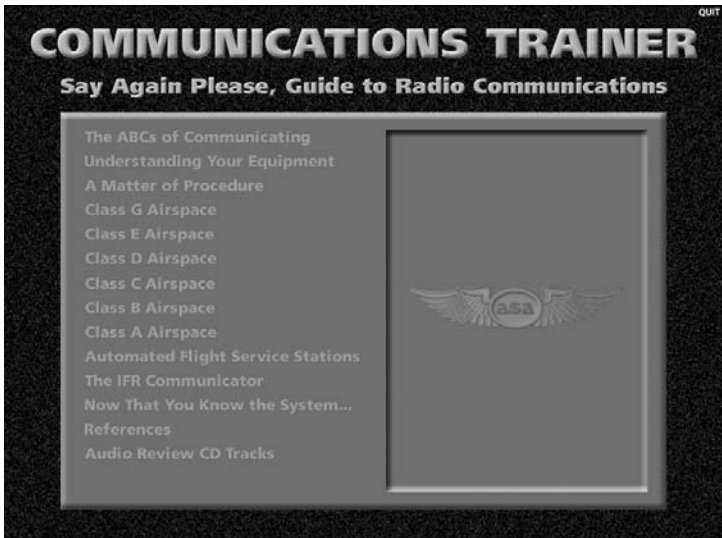 QUIT
COMMUNICATIONS TRAINER
Say Again Please, Guide to Radio Communications
The ABCs of Communicating
Understanding Your Equipment
A Matter of Procedure
Class G Airspace
Class E Airspace
Class D Airspace
Class C Airspace
Class B Airspace
Class A Airspace
Automated Flight Service Stations
The IFR Communicator
Now That You Know the System...
References
Audio Review CD Tracks
asa